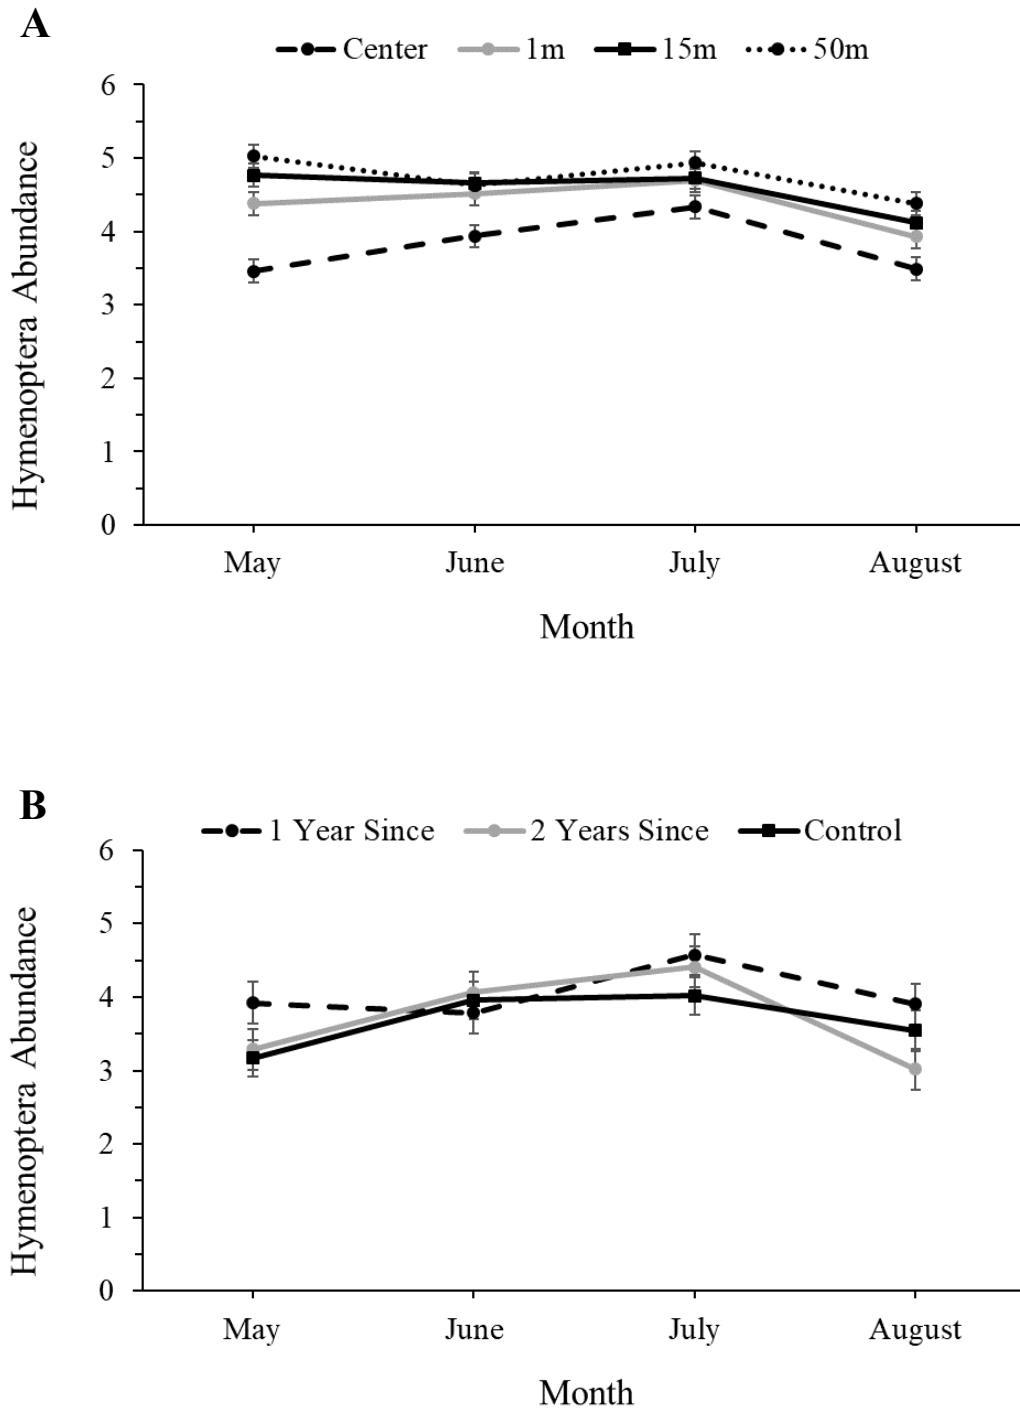 A
Center 1m 15m 50m
6
5
4
3
2
1
0
Hymenoptera Abundance
May June July August
Month
B
1 Year Since 2 Years Since Control
6
5
4
3
2
1
0
Hymenoptera Abundance
May June July August
Month